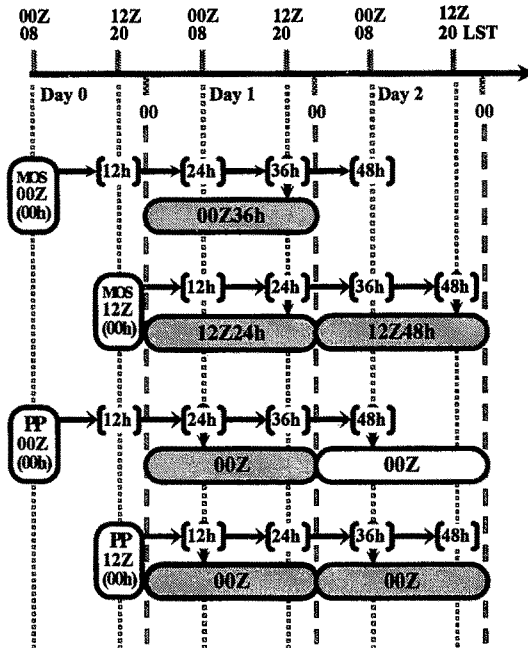 00Z 12Z 00Z 12Z 00Z 12Z
08 20 08 20 08 20 LST
Day 0 Day 1 Day 2
00 00 00
MOS
00Z
(00h)
[12h] [24h] [36h] [48h]
00Z36h
MOS
12Z
(00h)
[12h] [24h] [36h] [48h]
12Z24h 12Z48h
PP
00Z
(00h)
[12h] [24h] [36h] [48h]
00Z 00Z
PP
12Z
(00h)
[12h] [24h] [36h] [48h]
00Z 00Z